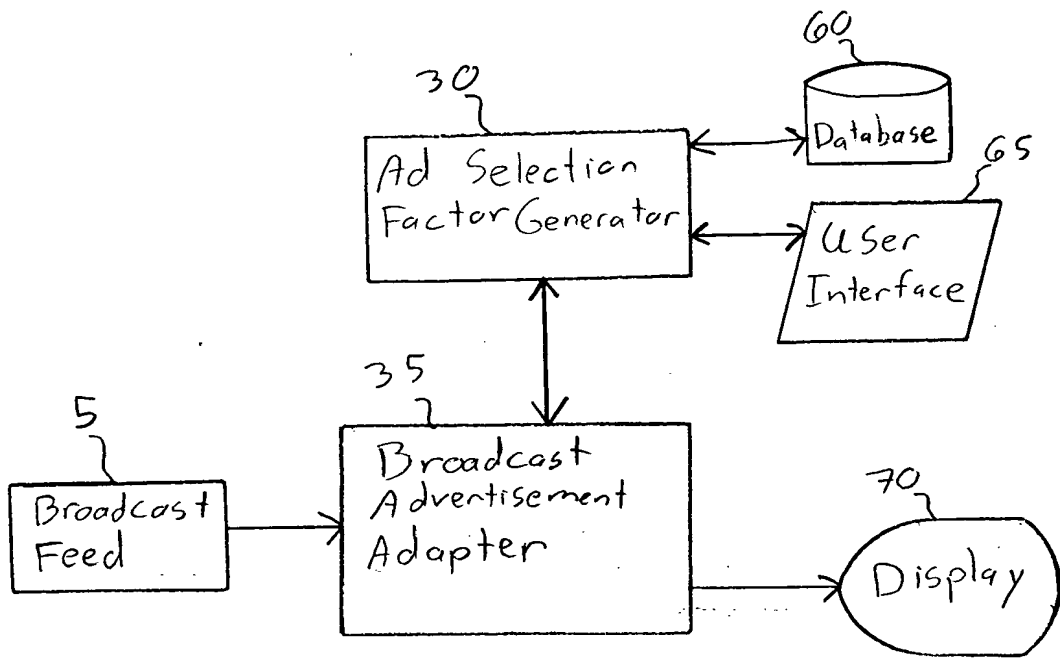 60
30
Database
65
Ad Selection
Factor Generator
User
Interface
35
5
Broadcast
Advertisement
Adapter
Broadcast
Feed
70
Display